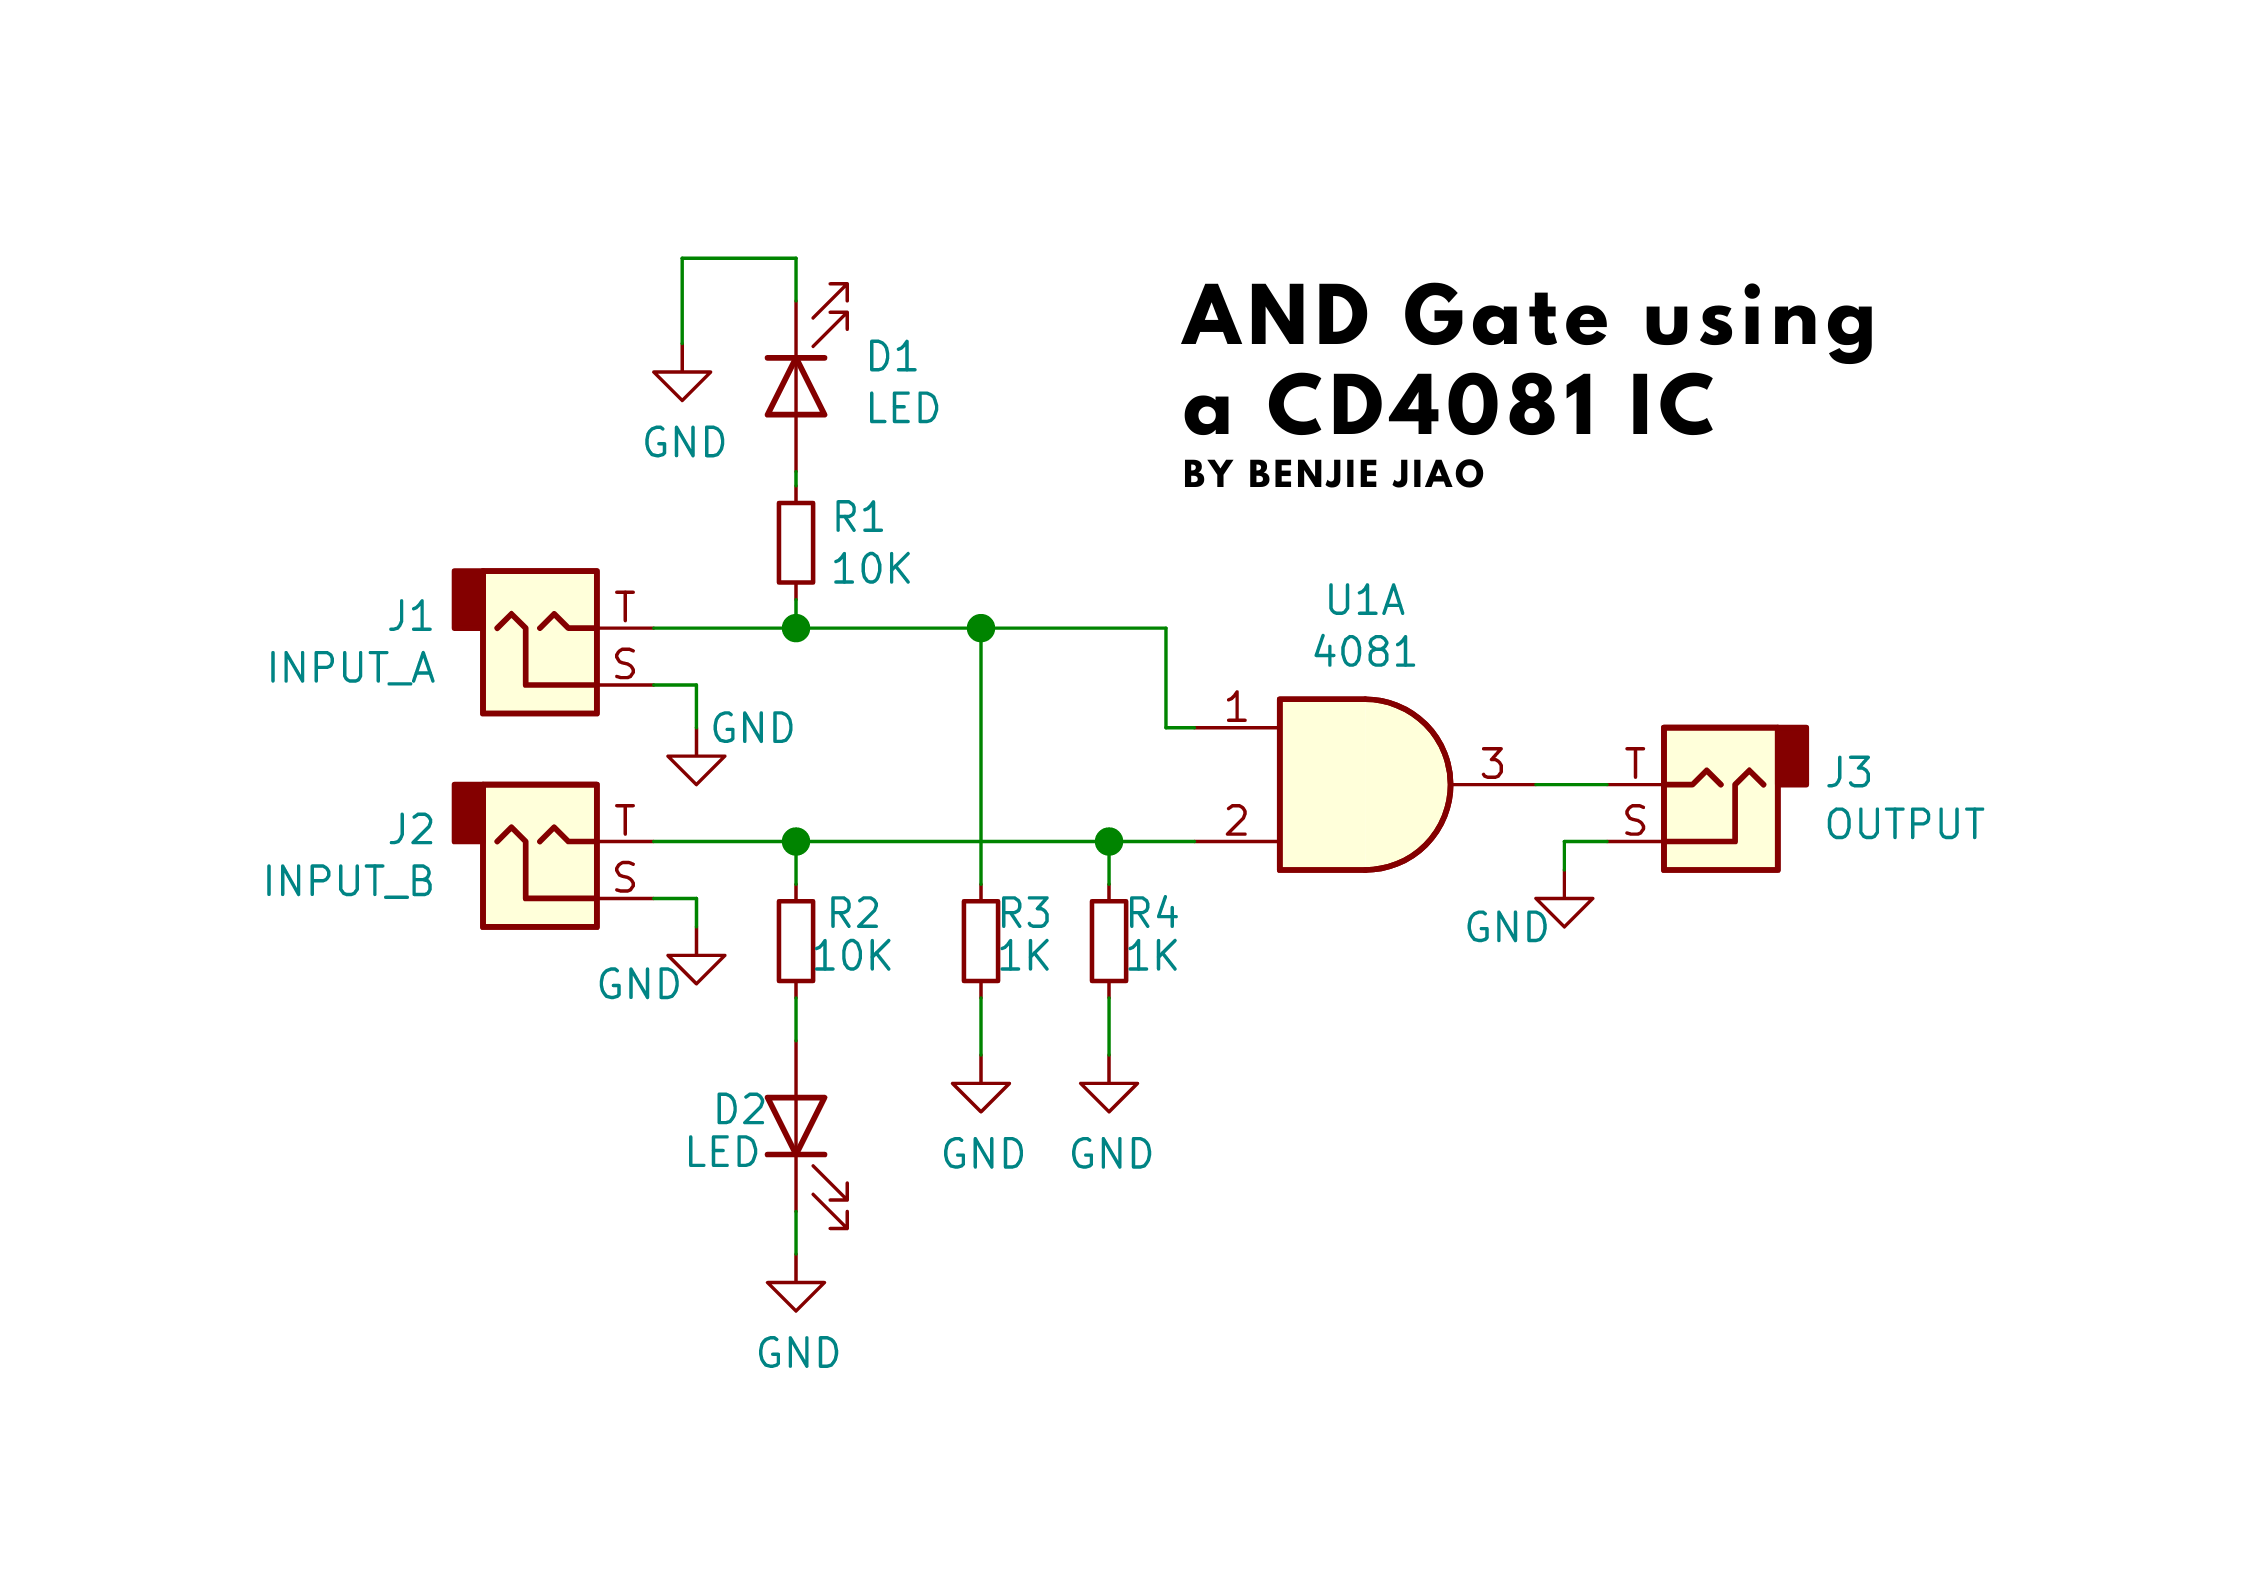 AND Gate using
a CD4081 IC
BY BENJIE JIAO
D1
LED
GND
R1
10K
J1
INPUT_A
T
S
GND
U1A
4081
1
2
3
J2
INPUT_B
T
S
GND
R2
10K
R3
1K
R4
1K
T
S
J3
OUTPUT
GND
D2
LED
GND
GND
GND